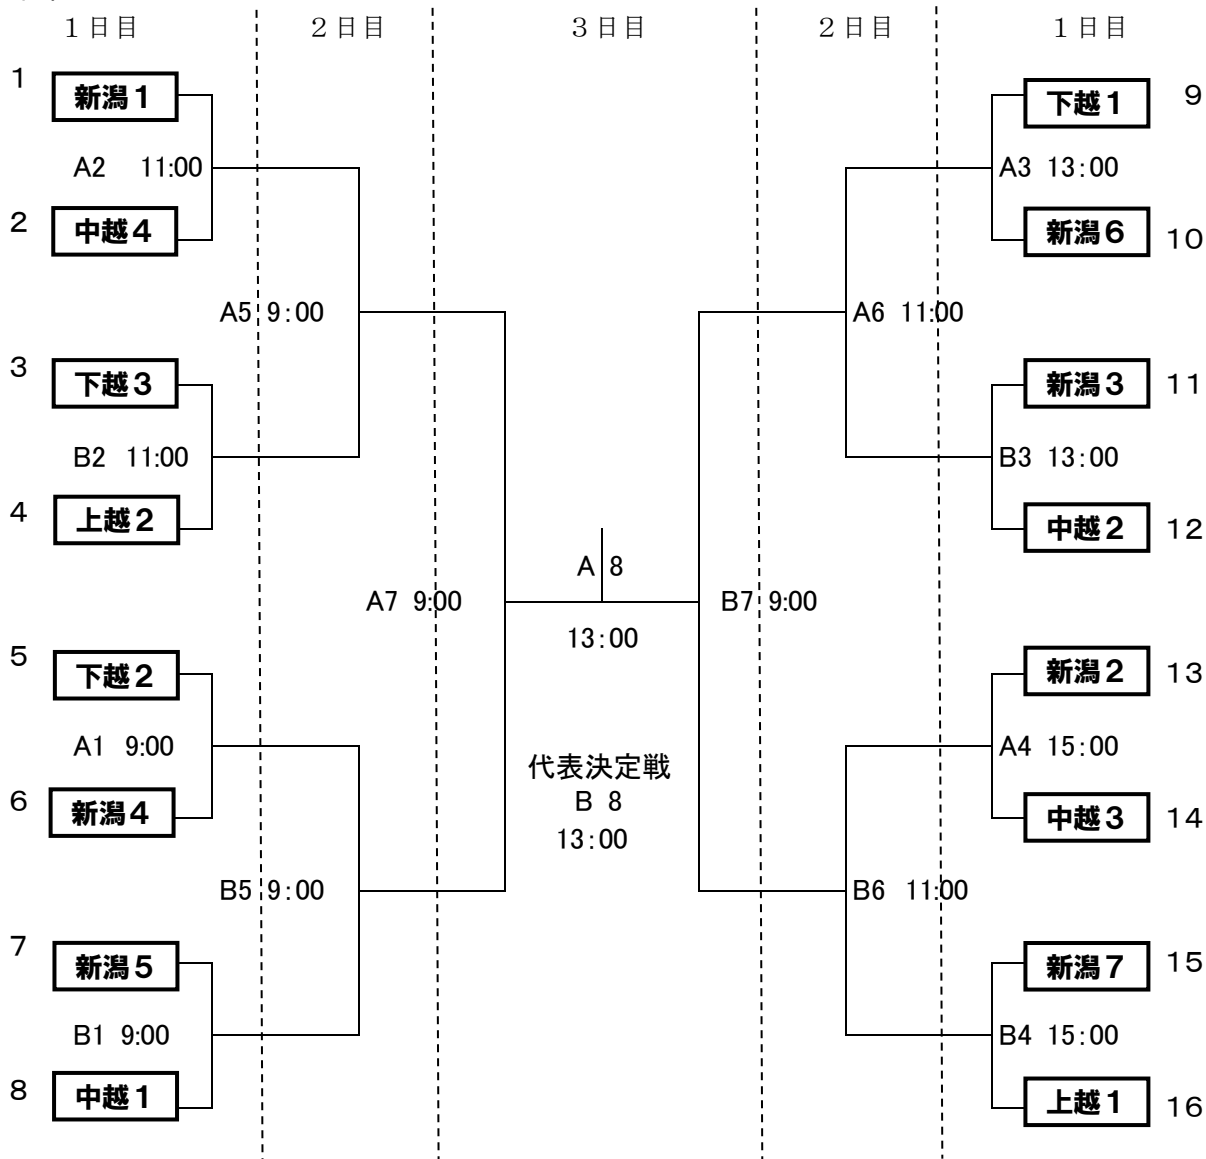 １日目 ２日目 ３日目 ２日目 １日目
1 新潟１
A2 11:00
2 中越４
A5 9:00
3 下越３
B2 11:00
4 上越２
A7 9:00
5 下越２
A1 9:00
6 新潟４
B5 9:00
7 新潟５
B1 9:00
8 中越１
A 8
13:00
代表決定戦
B 8
13:00
下越１ 9
A3 13:00
新潟６ 10
A6 11:00
新潟３ 11
B3 13:00
中越２ 12
B7 9:00
新潟２ 13
A4 15:00
中越３ 14
B6 11:00
新潟７ 15
B4 15:00
上越１ 16